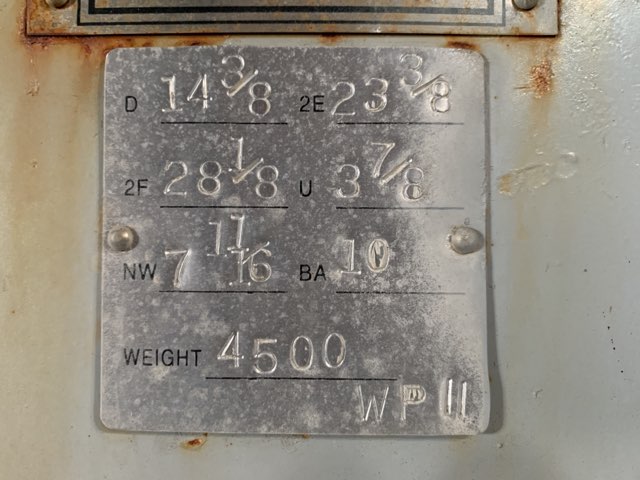 D 14 3/8 2E 23 3/8
2F 28 1/8 U 3 7/8
NW 7 11/16 BA 10
WEIGHT 4500
WP 11